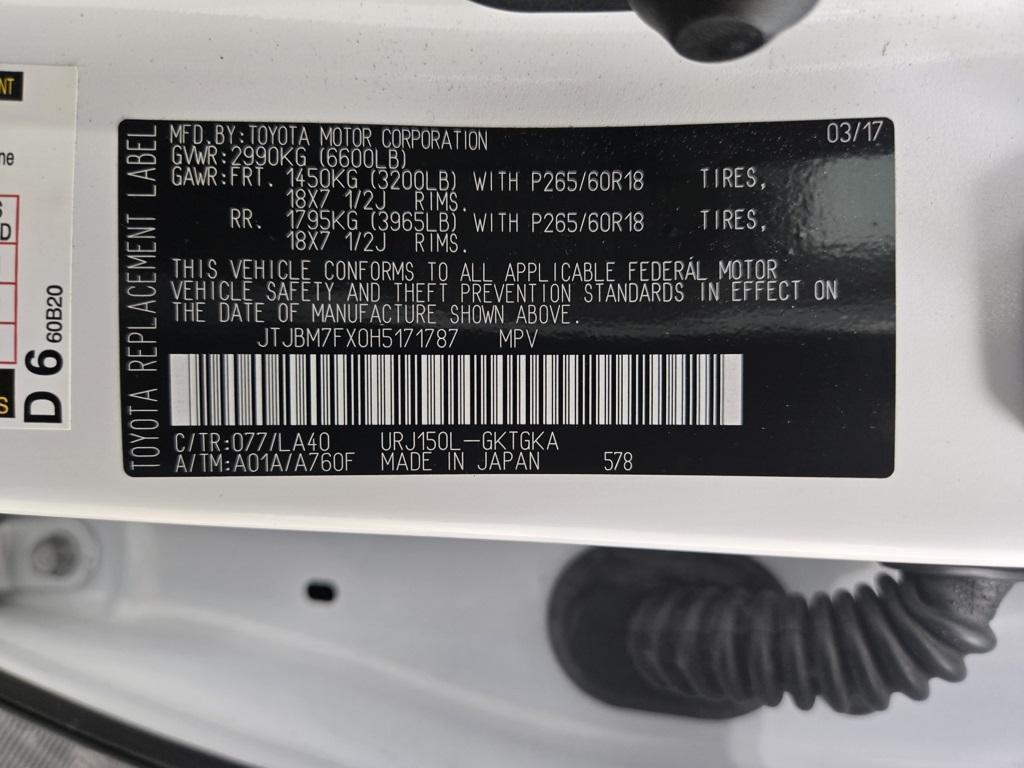 NT
ne
S
D
S
D 6 60B20
TOYOTA REPLACEMENT LABEL
MFD.BY:TOYOTA MOTOR CORPORATION 03/17
GVWR:2990KG (6600LB)
GAWR:FRT. 1450KG (3200LB) WITH P265/60R18 TIRES,
18X7 1/2J RIMS.
RR. 1795KG (3965LB) WITH P265/60R18 TIRES,
18X7 1/2J RIMS.
THIS VEHICLE CONFORMS TO ALL APPLICABLE FEDERAL MOTOR
VEHICLE SAFETY AND THEFT PREVENTION STANDARDS IN EFFECT ON
THE DATE OF MANUFACTURE SHOWN ABOVE.
JTJBM7FX0H5171787 MPV
C/TR:077/LA40 URJ150L-GKTGKA
A/TM:A01A/A760F MADE IN JAPAN 578